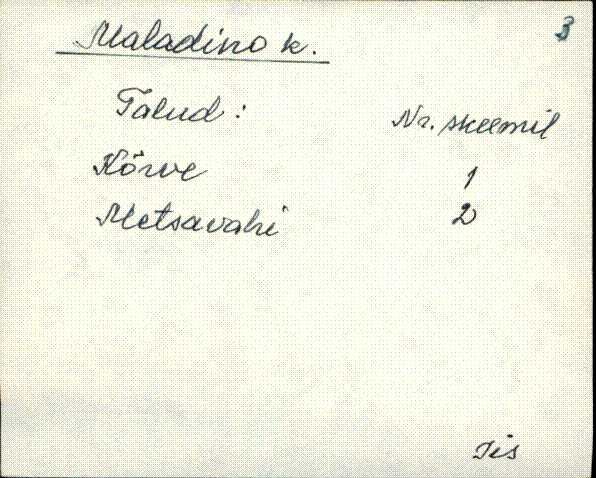 3
Maladino k.
Talud: Nr. skeemil
Kõrve 1
Metsavahi 2
Iis